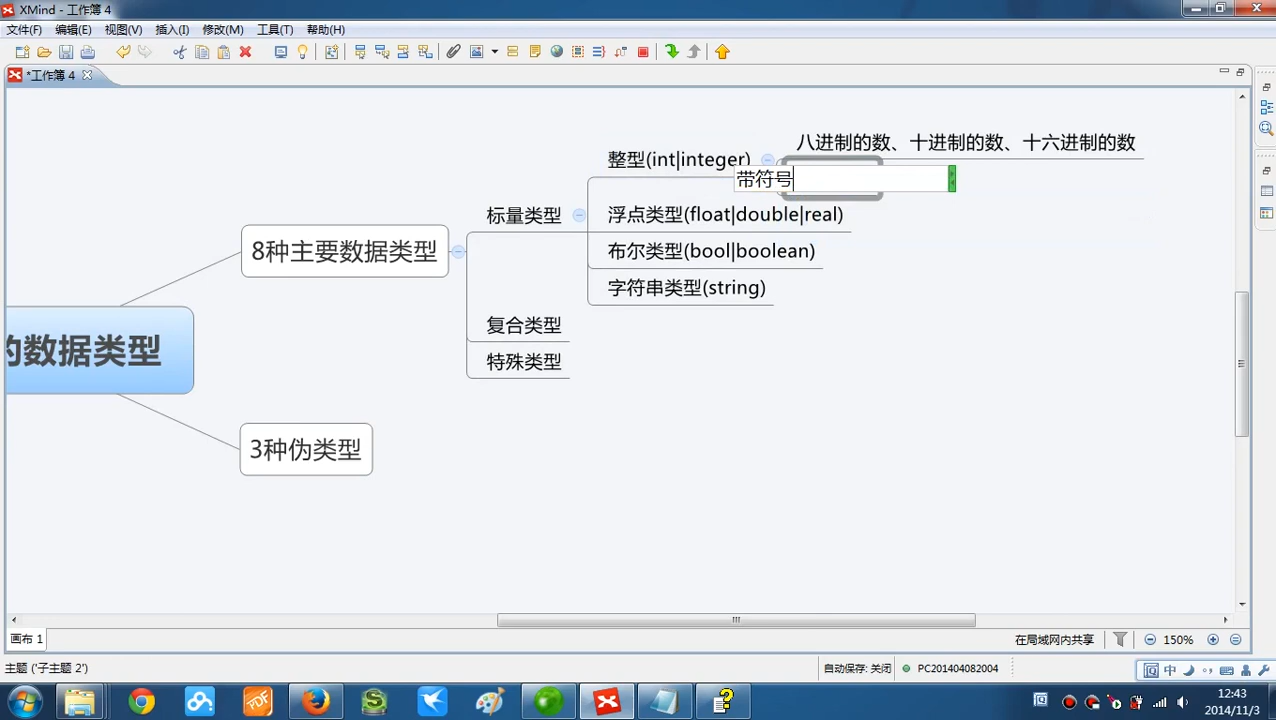 XMind - 工作簿 4
文件(F) 编辑(E) 视图(V) 插入(I) 修改(M) 工具(T) 帮助(H)
*工作簿 4
八进制的数、十进制的数、十六进制的数
整型(int|integer)
带符号
标量类型
浮点类型(float|double|real)
8种主要数据类型
布尔类型(bool|boolean)
字符串类型(string)
复合类型
的数据类型
特殊类型
3种伪类型
画布 1
在局域网内共享
150%
主题 ('子主题 2')
自动保存: 关闭
PC201404082004
中
12:43
2014/11/3